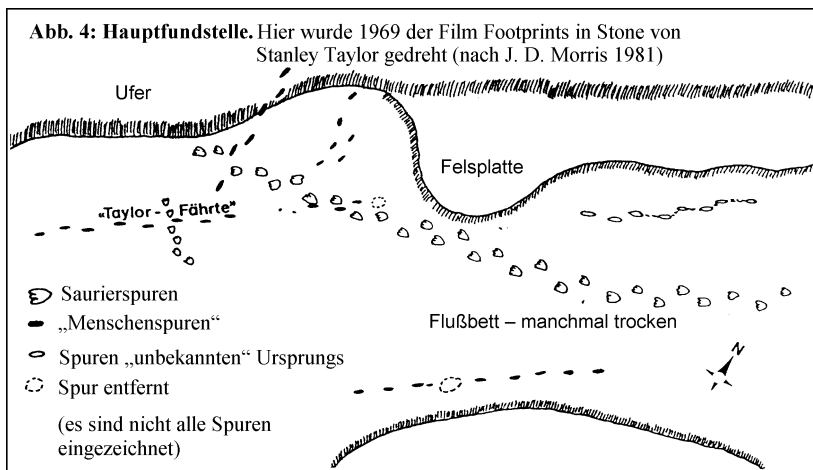 Abb. 4: Hauptfundstelle. Hier wurde 1969 der Film Footprints in Stone von
Stanley Taylor gedreht (nach J. D. Morris 1981)
Ufer
Felsplatte
"Taylor - Fährte"
Saurierspuren
„Menschenspuren“
Flußbett – manchmal trocken
Spuren „unbekannten“ Ursprungs
N
Spur entfernt
(es sind nicht alle Spuren
eingezeichnet)